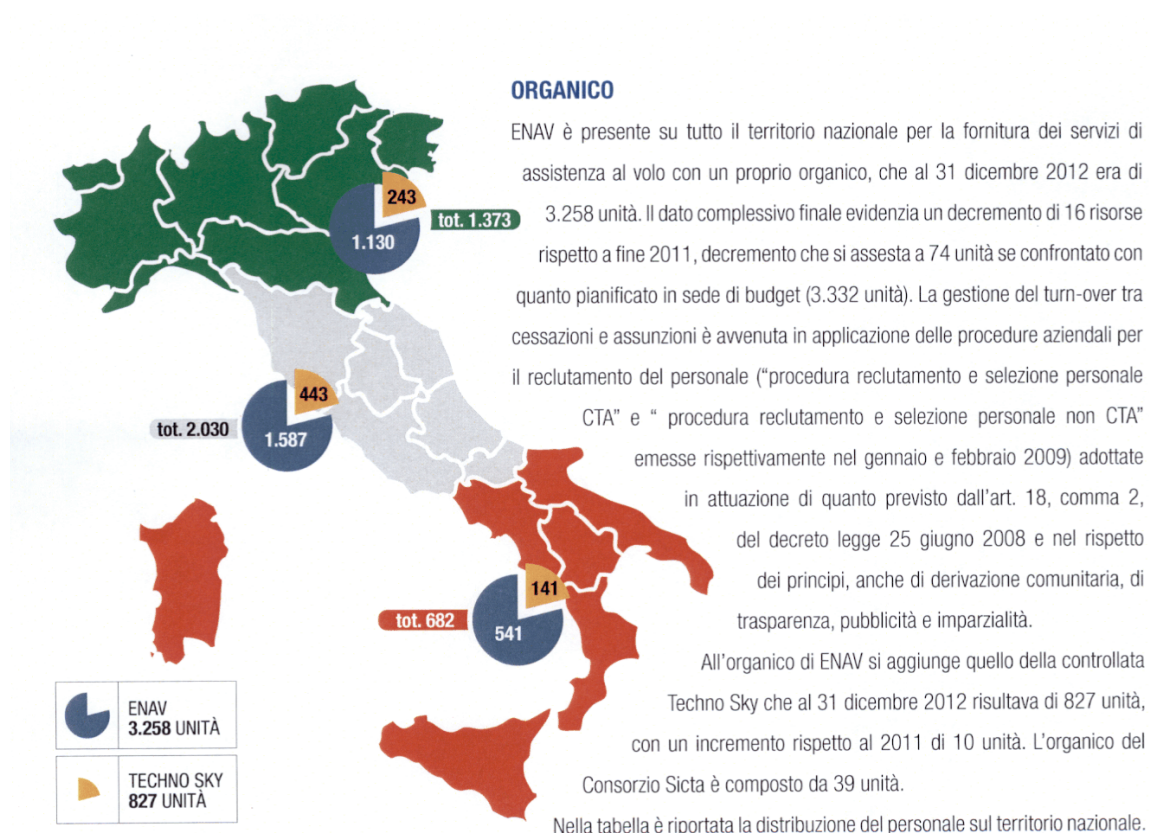 ORGANICO
ENAV è presente su tutto il territorio nazionale per la fornitura dei servizi di
assistenza al volo con un proprio organico, che al 31 dicembre 2012 era di
3.258 unità. Il dato complessivo finale evidenzia un decremento di 16 risorse
rispetto a fine 2011, decremento che si assesta a 74 unità se confrontato con
quanto pianificato in sede di budget (3.332 unità). La gestione del turn-over tra
cessazioni e assunzioni è avvenuta in applicazione delle procedure aziendali per
il reclutamento del personale (“procedura reclutamento e selezione personale
CTA” e “ procedura reclutamento e selezione personale non CTA”
emesse rispettivamente nel gennaio e febbraio 2009) adottate
in attuazione di quanto previsto dall'art. 18, comma 2,
del decreto legge 25 giugno 2008 e nel rispetto
dei principi, anche di derivazione comunitaria, di
trasparenza, pubblicità e imparzialità.
All'organico di ENAV si aggiunge quello della controllata
Techno Sky che al 31 dicembre 2012 risultava di 827 unità,
con un incremento rispetto al 2011 di 10 unità. L'organico del
Consorzio Sicta è composto da 39 unità.
Nella tabella è riportata la distribuzione del personale sul territorio nazionale.
243
1.130
tot. 1.373
443
1.587
tot. 2.030
141
541
tot. 682
ENAV
3.258 UNITÀ
TECHNO SKY
827 UNITÀ